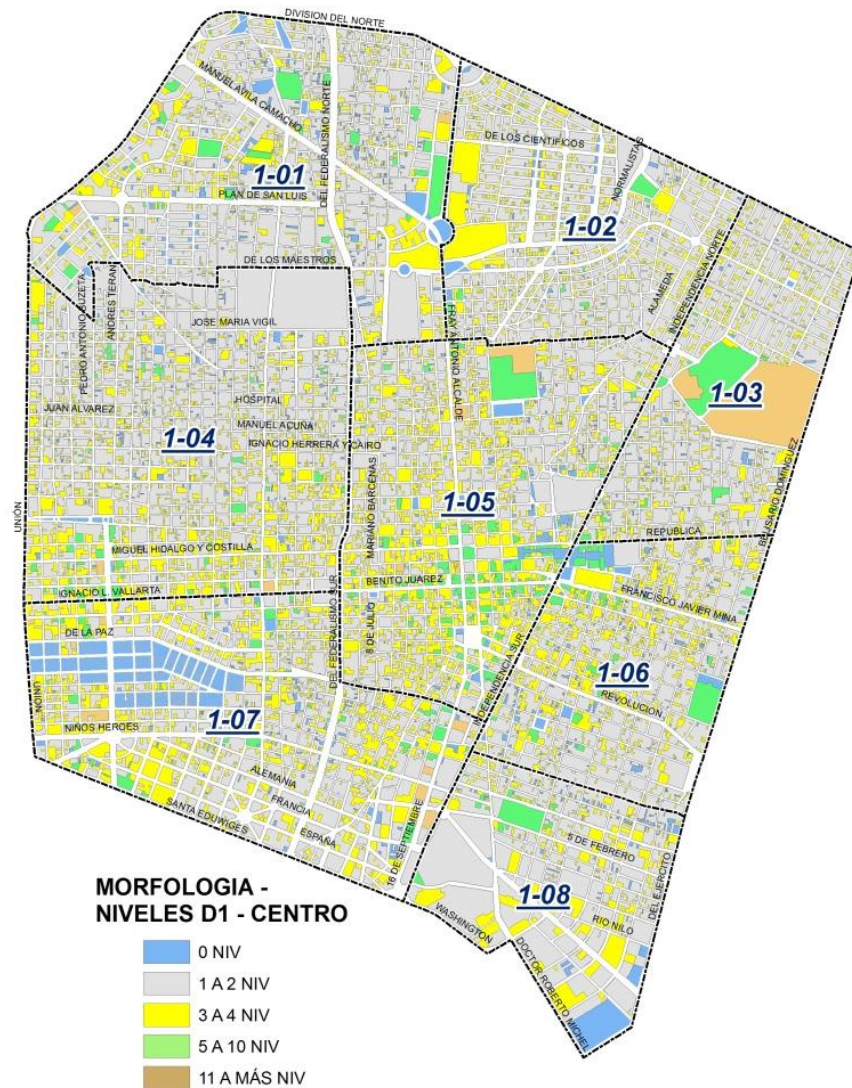 DIVISION DEL NORTE
MANUEL AVILA CAMACHO
DEL FEDERALISMO NORTE
DE LOS CIENTIFICOS
NORMALISTAS
1-01
PLAN DE SAN LUIS
1-02
DE LOS MAESTROS
INDEPENDENCIA NORTE
ALAMEDA
PEDRO ANTONIO BUZETA
ANDRES TERAN
JOSE MARIA VIGIL
FRAY ANTONIO ALCALDE
1-03
HOSPITAL
JUAN ALVAREZ
MANUEL ACUÑA
1-04
IGNACIO HERRERA Y CAIRO
BELISARIO DOMINGUEZ
MARIANO BARCENAS
1-05
UNIÓN
REPUBLICA
MIGUEL HIDALGO Y COSTILLA
BENITO JUAREZ
IGNACIO L. VALLARTA
FRANCISCO JAVIER MINA
8 DE JULIO
DEL FEDERALISMO SUR
DE LA PAZ
INDEPENDENCIA SUR
1-06
UNION
REVOLUCION
1-07
NIÑOS HEROES
ALEMANIA
FRANCIA
SANTA EDUWIGES
ESPAÑA
16 DE SEPTIEMBRE
5 DE FEBRERO
DEL EJERCITO
1-08
RIO NILO
WASHINGTON
DOCTOR ROBERTO MICHEL
MORFOLOGIA -
NIVELES D1 - CENTRO
0 NIV
1 A 2 NIV
3 A 4 NIV
5 A 10 NIV
11 A MÁS NIV